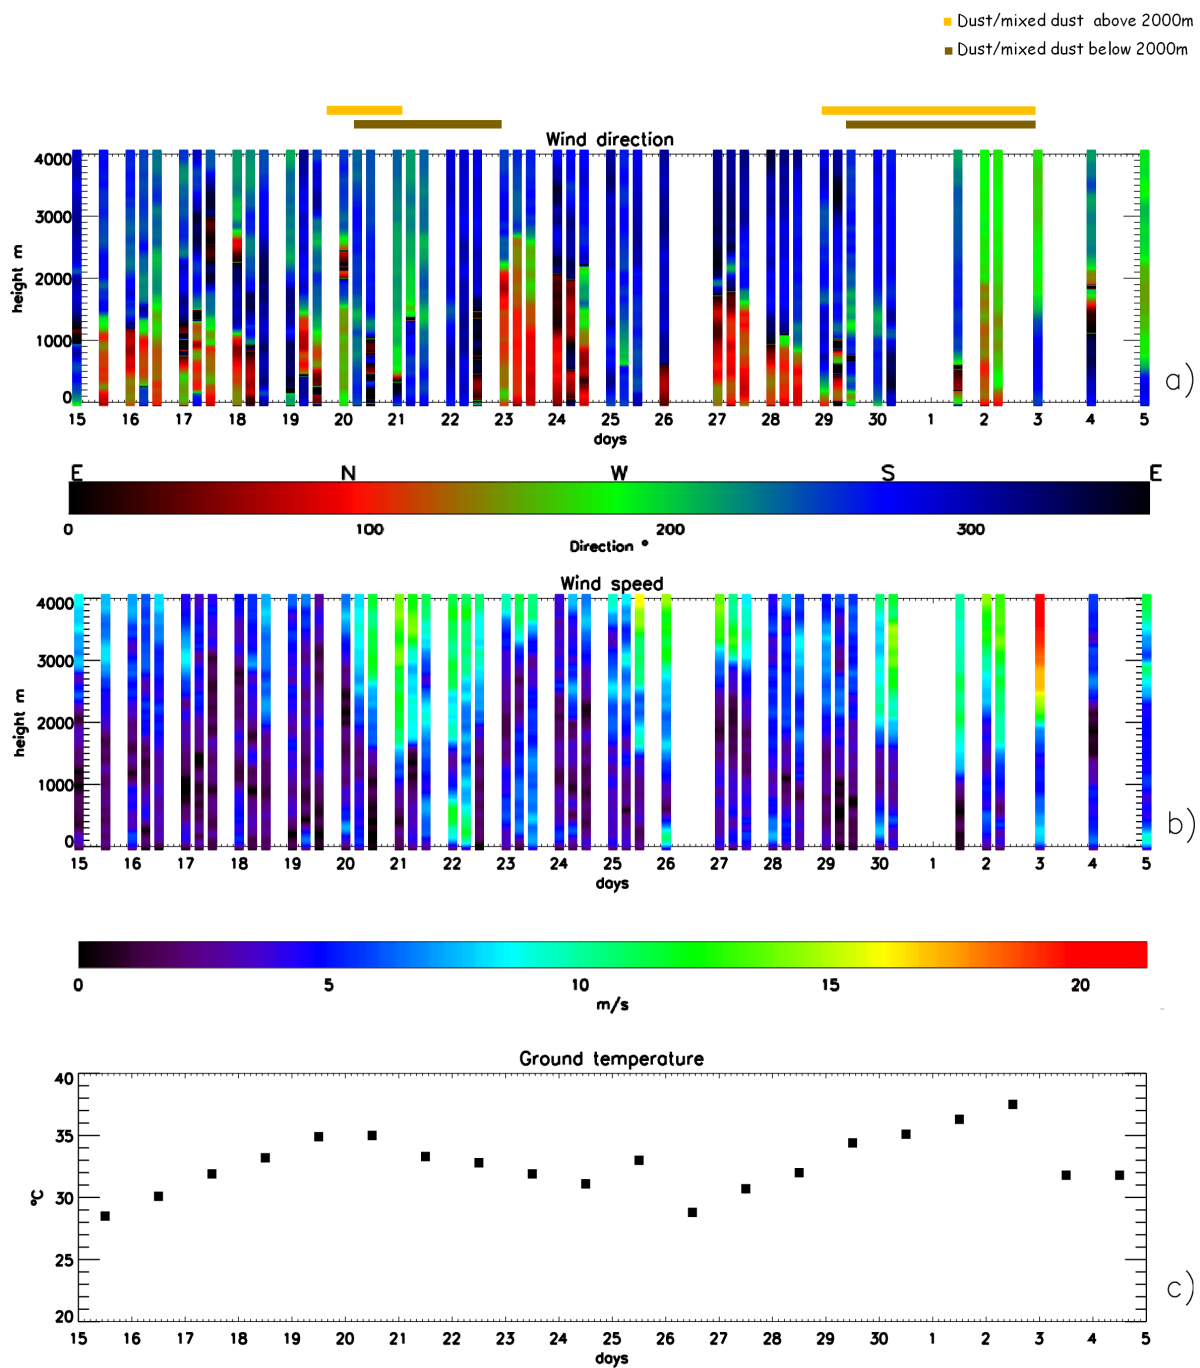 Dust/mixed dust above 2000m
Dust/mixed dust below 2000m
Wind direction
4000
3000
2000
1000
0
height m
15 16 17 18 19 20 21 22 23 24 25 26 27 28 29 30 1 2 3 4 5
days
a)
E N W S E
0 100 200 300
Direction °
Wind speed
4000
3000
2000
1000
0
height m
15 16 17 18 19 20 21 22 23 24 25 26 27 28 29 30 1 2 3 4 5
days
b)
0 5 10 15 20
m/s
Ground temperature
40
35
30
25
20
°C
15 16 17 18 19 20 21 22 23 24 25 26 27 28 29 30 1 2 3 4 5
days
c)